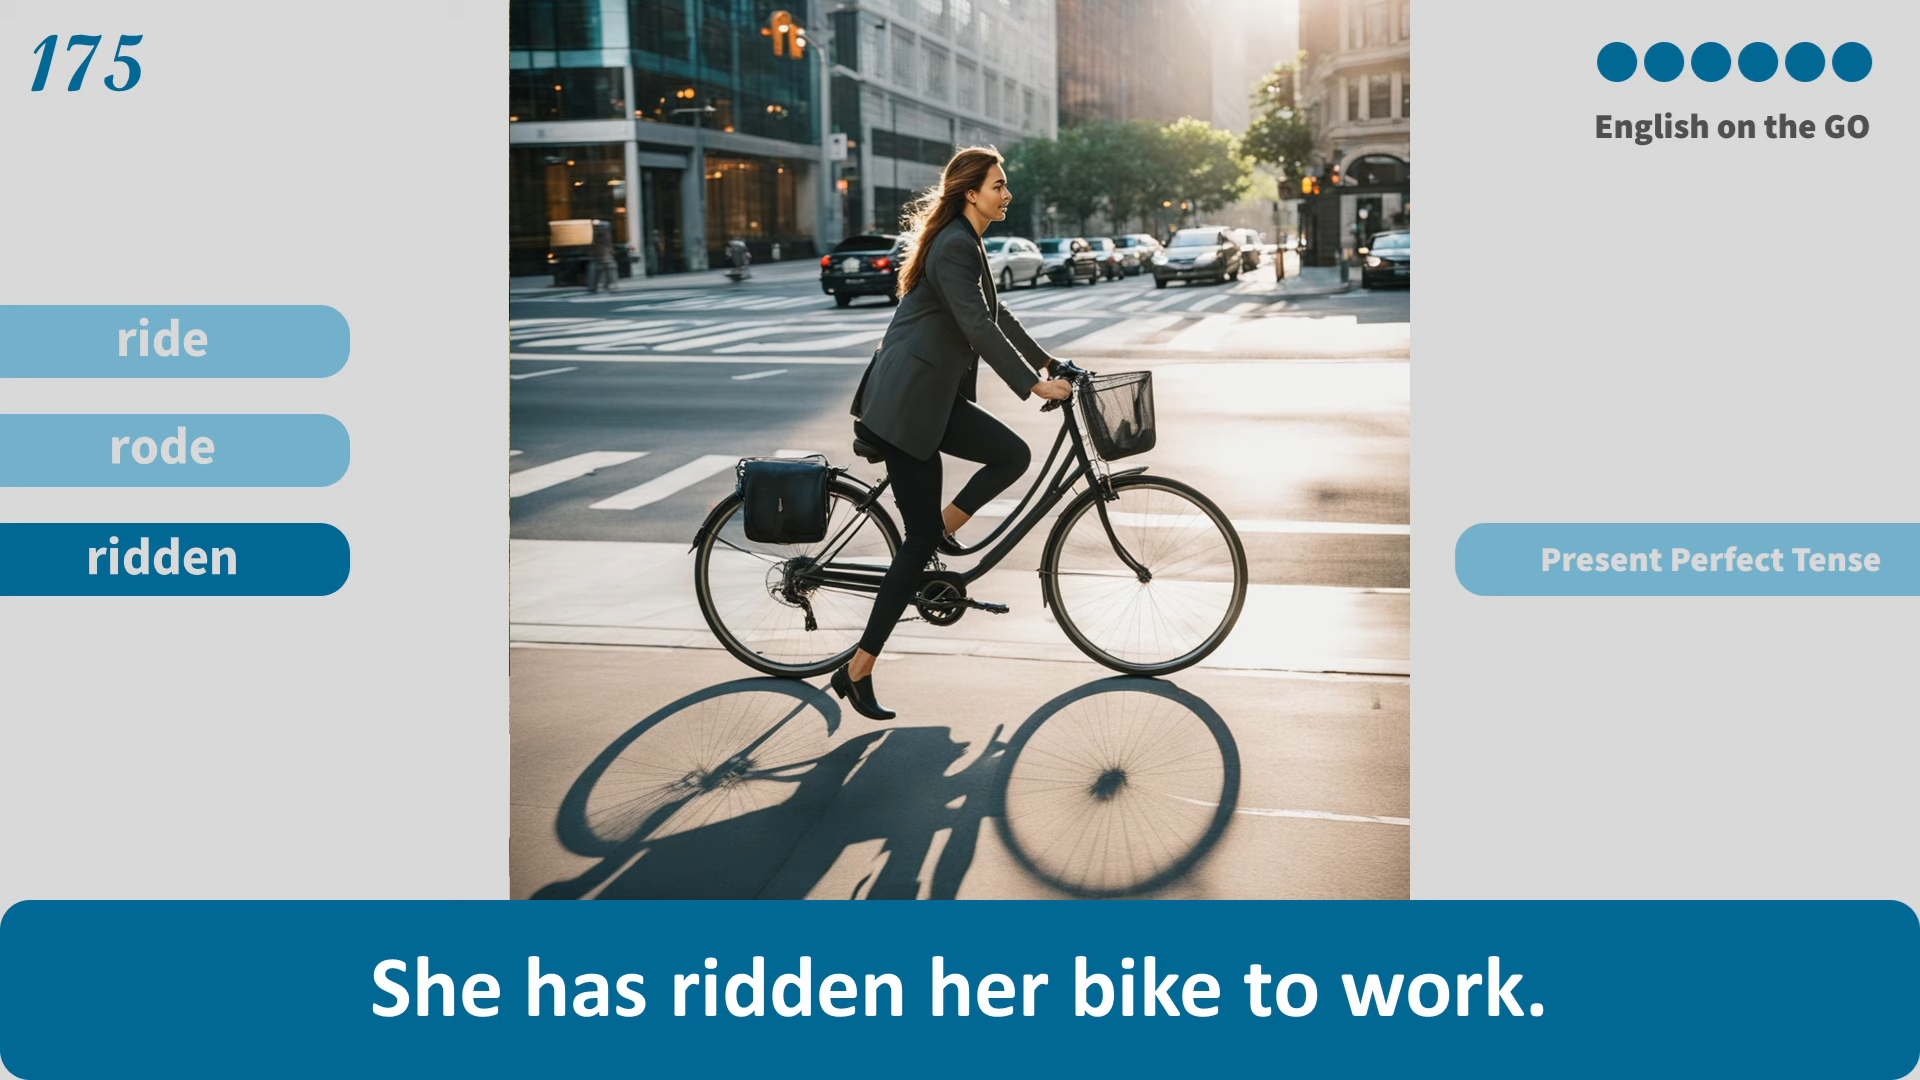 175
English on the GO
ride
rode
ridden
Present Perfect Tense
She has ridden her bike to work.